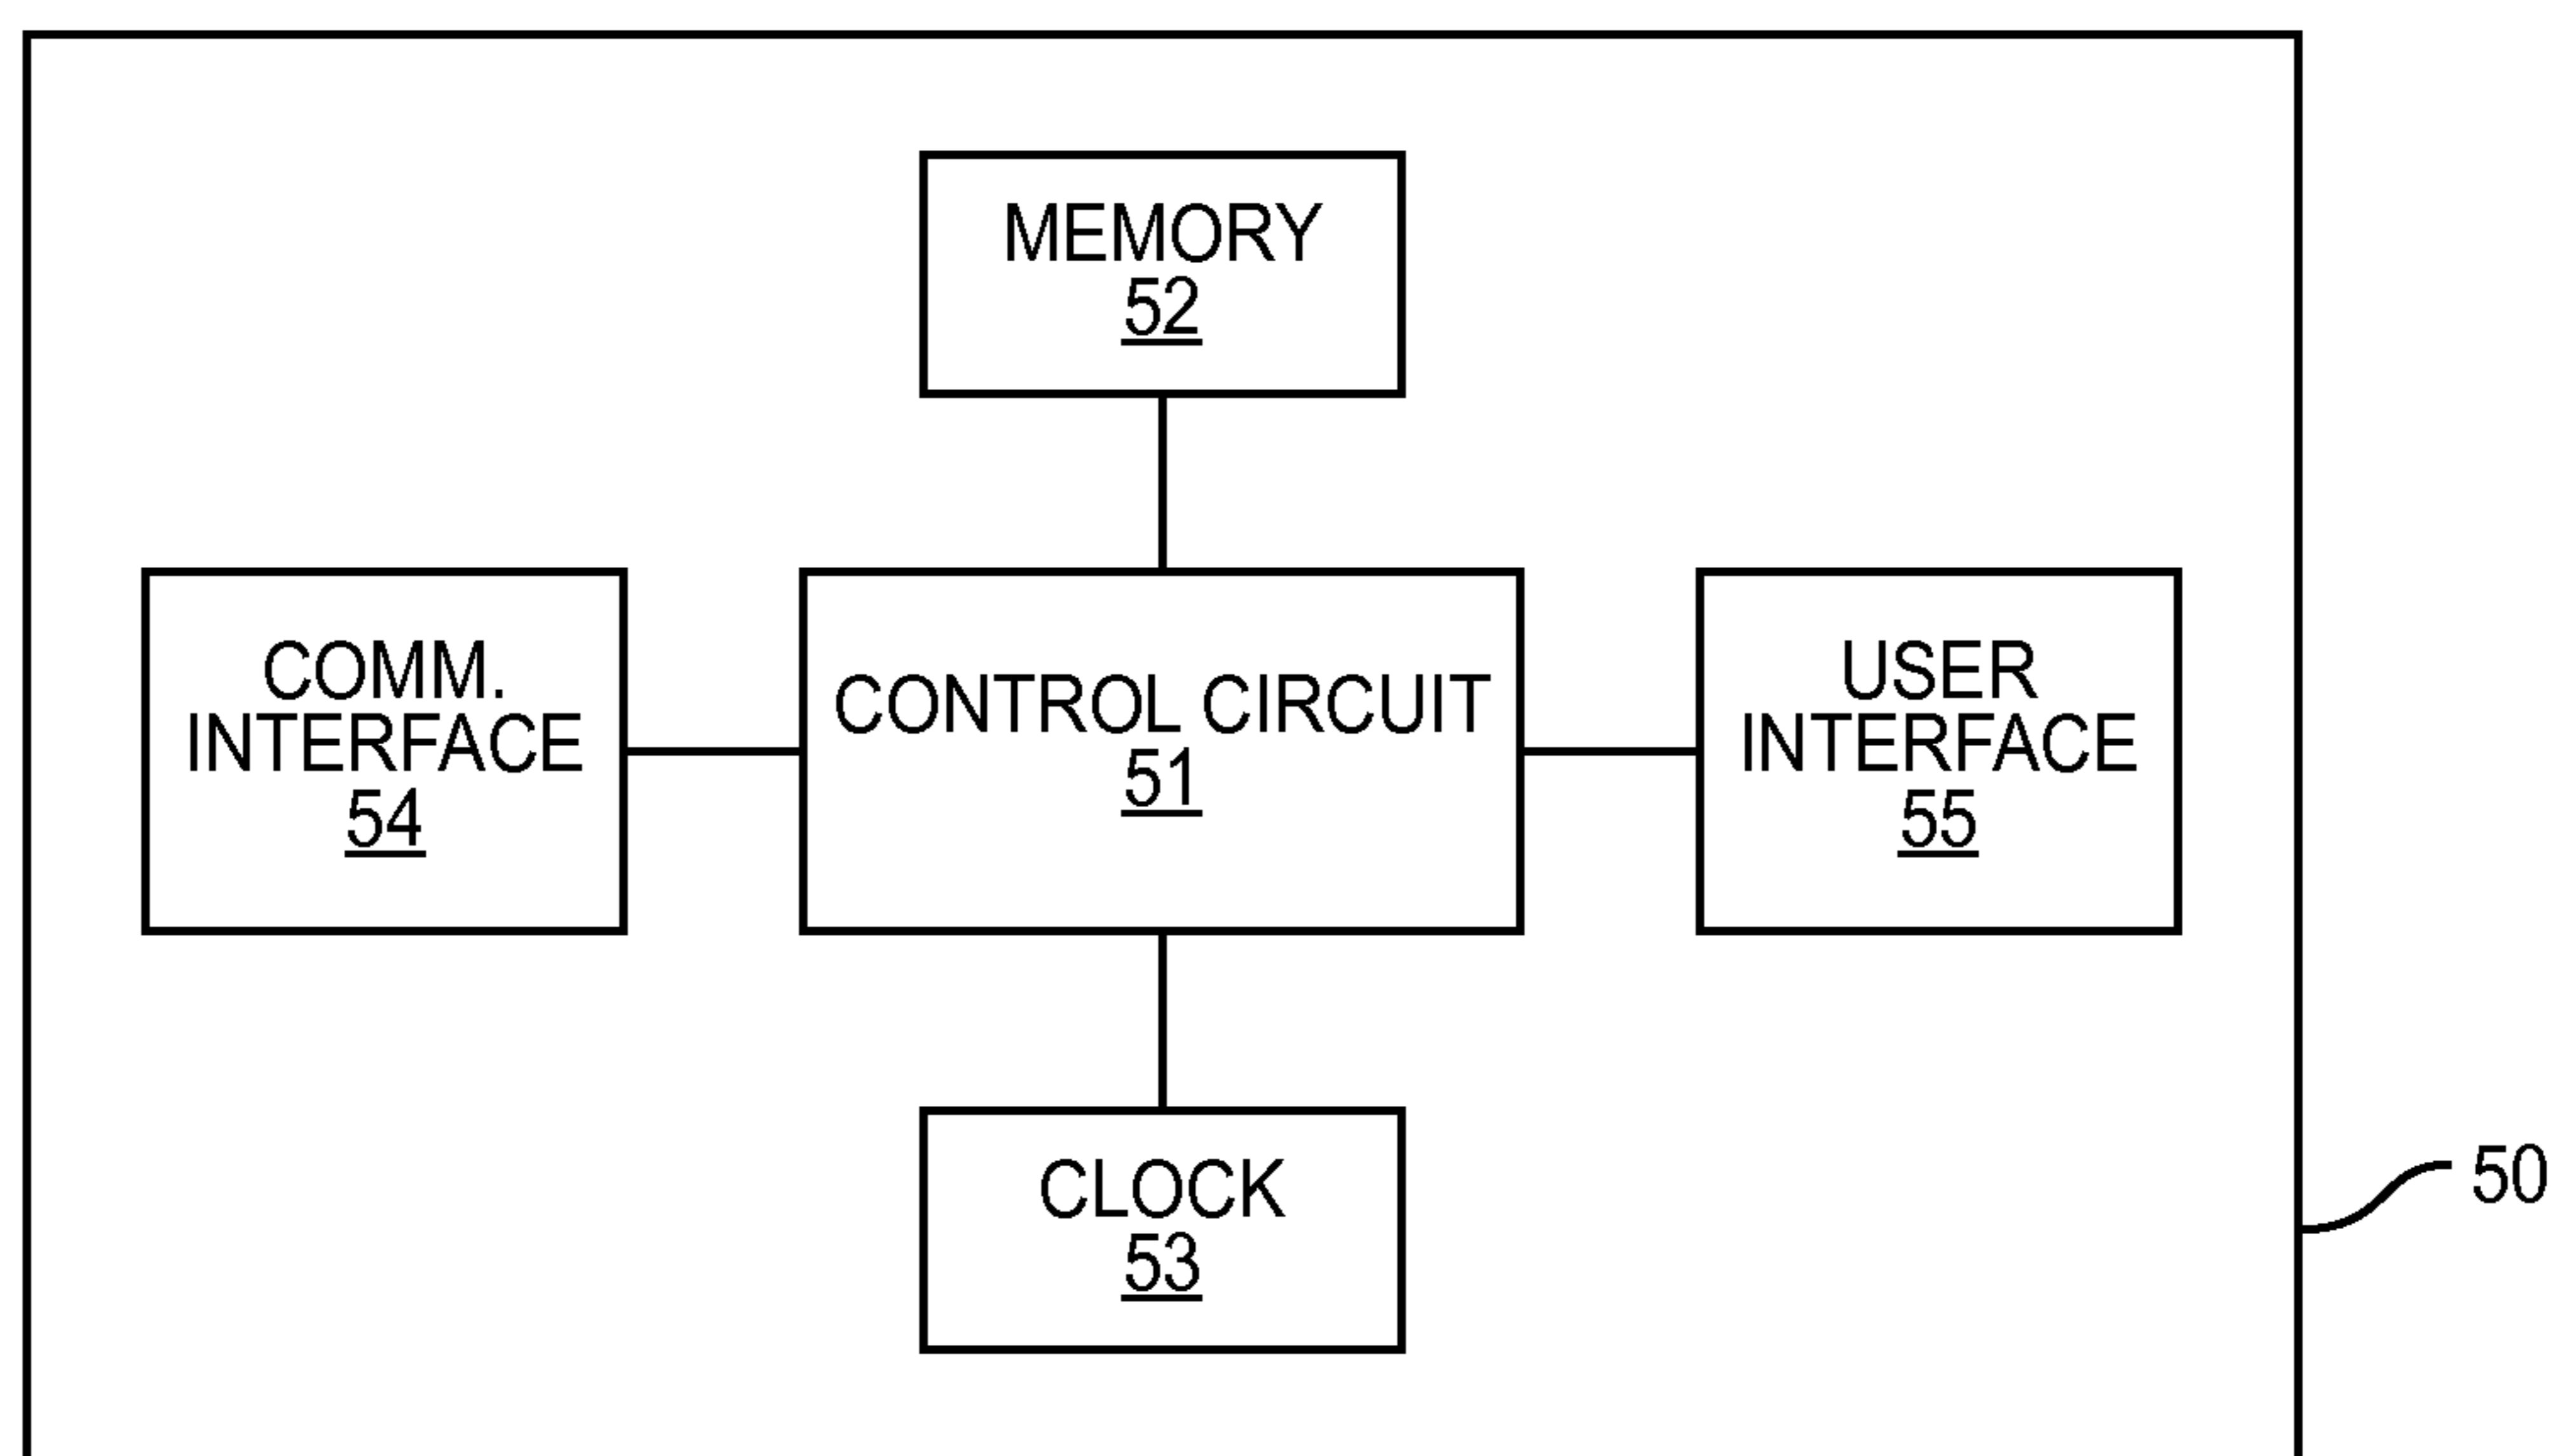 MEMORY
52
COMM.
INTERFACE
54
CONTROL CIRCUIT
51
USER
INTERFACE
55
CLOCK
53
50